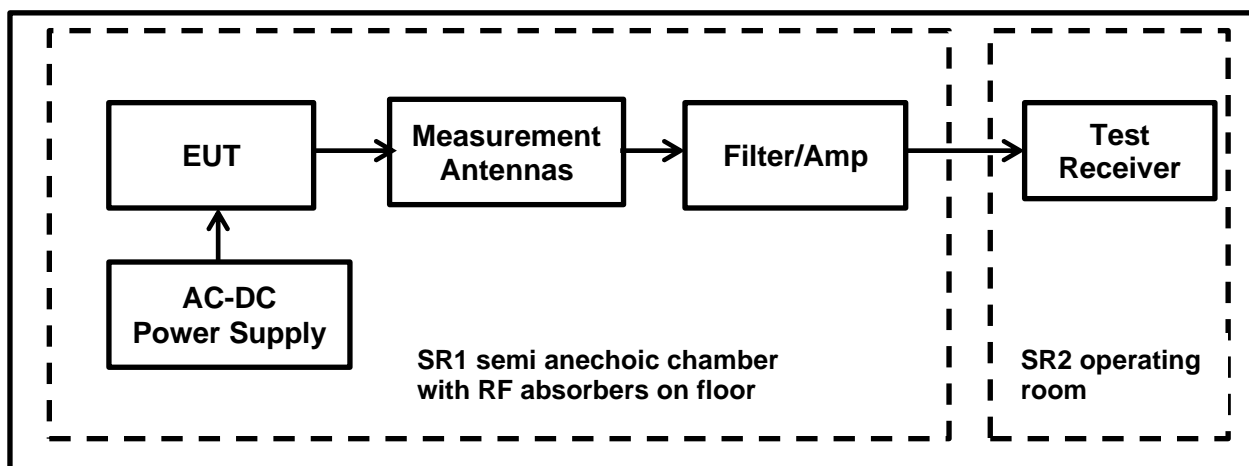 EUT
Measurement
Antennas
Filter/Amp
Test
Receiver
AC-DC
Power Supply
SR1 semi anechoic chamber
with RF absorbers on floor
SR2 operating
room